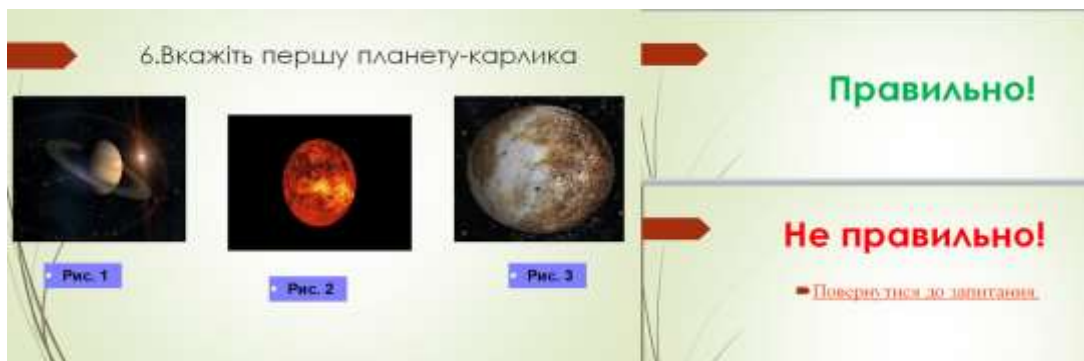 6.Вкажіть першу планету-карлика
Рис. 1
Рис. 2
Рис. 3
Правильно!
Не правильно!
Повернутися до запитання